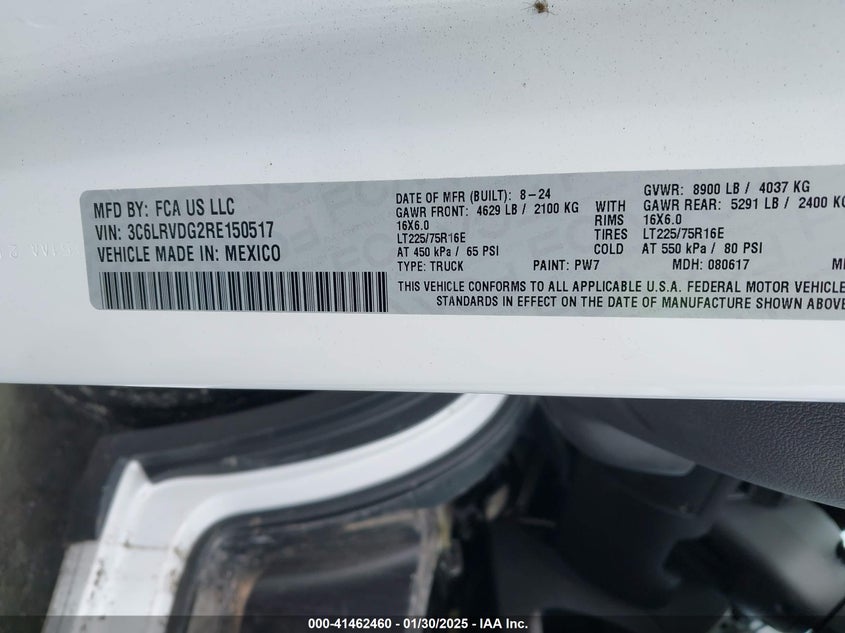 MFD BY: FCA US LLC
VIN: 3C6LRVDG2RE150517
VEHICLE MADE IN: MEXICO
DATE OF MFR (BUILT): 8-24 GVWR: 8900 LB / 4037 KG
GAWR FRONT: 4629 LB / 2100 KG WITH GAWR REAR: 5291 LB / 2400 KG
16X6.0 RIMS 16X6.0
LT225/75R16E TIRES LT225/75R16E
AT 450 kPa / 65 PSI COLD AT 550 kPa / 80 PSI
TYPE: TRUCK PAINT: PW7 MDH: 080617
THIS VEHICLE CONFORMS TO ALL APPLICABLE U.S.A. FEDERAL MOTOR VEHICLE
STANDARDS IN EFFECT ON THE DATE OF MANUFACTURE SHOWN ABOVE
000-41462460 - 01/30/2025 - IAA Inc.